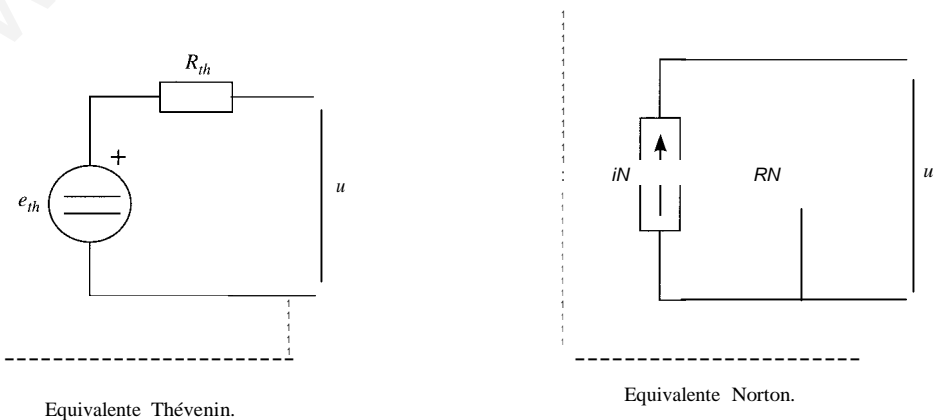 R_th
+
e_th
u
iN
RN
u
Equivalente Thévenin.
Equivalente Norton.